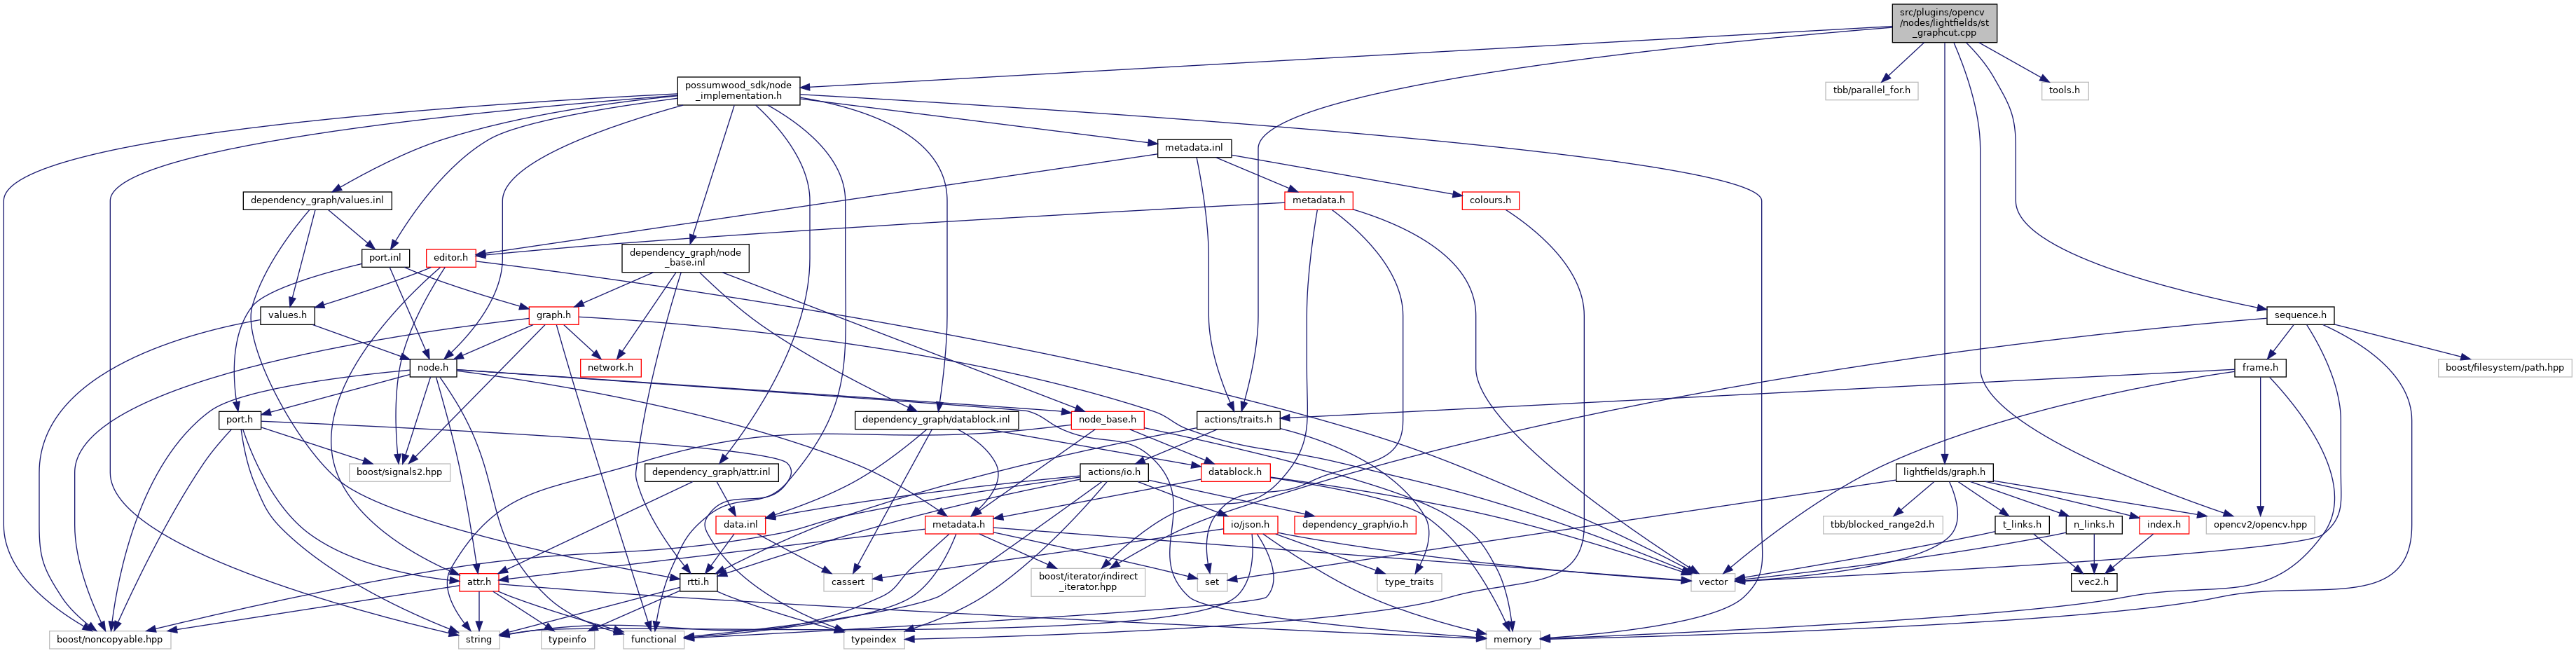 src/plugins/opencv
/nodes/lightfields/st
_graphcut.cpp
possumwood_sdk/node
_implementation.h
tbb/parallel_for.h
tools.h
metadata.inl
dependency_graph/values.inl
metadata.h
colours.h
port.inl
editor.h
dependency_graph/node
_base.inl
values.h
graph.h
sequence.h
node.h
network.h
frame.h
boost/filesystem/path.hpp
port.h
dependency_graph/datablock.inl
node_base.h
actions/traits.h
boost/signals2.hpp
dependency_graph/attr.inl
actions/io.h
datablock.h
lightfields/graph.h
data.inl
metadata.h
io/json.h
dependency_graph/io.h
tbb/blocked_range2d.h
t_links.h
n_links.h
index.h
opencv2/opencv.hpp
attr.h
rtti.h
cassert
boost/iterator/indirect
_iterator.hpp
set
type_traits
vector
vec2.h
boost/noncopyable.hpp
string
typeinfo
functional
typeindex
memory